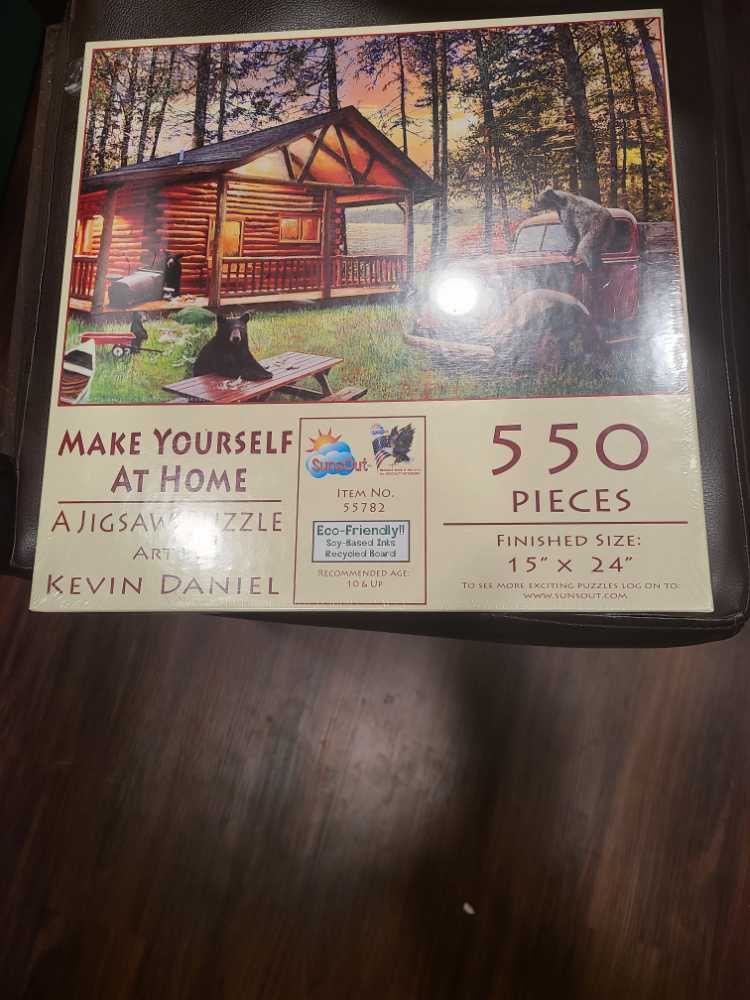 MAKE YOURSELF
AT HOME
A JIGSAW PUZZLE
ART
KEVIN DANIEL
SunsOut
ITEM NO.
55782
Eco-Friendly!!
Soy-Based Inks
Recycled Board
RECOMMENDED AGE:
10 & UP
550
PIECES
FINISHED SIZE:
15" x 24"
TO SEE MORE EXCITING PUZZLES LOG ON TO:
WWW.SUNSOUT.COM